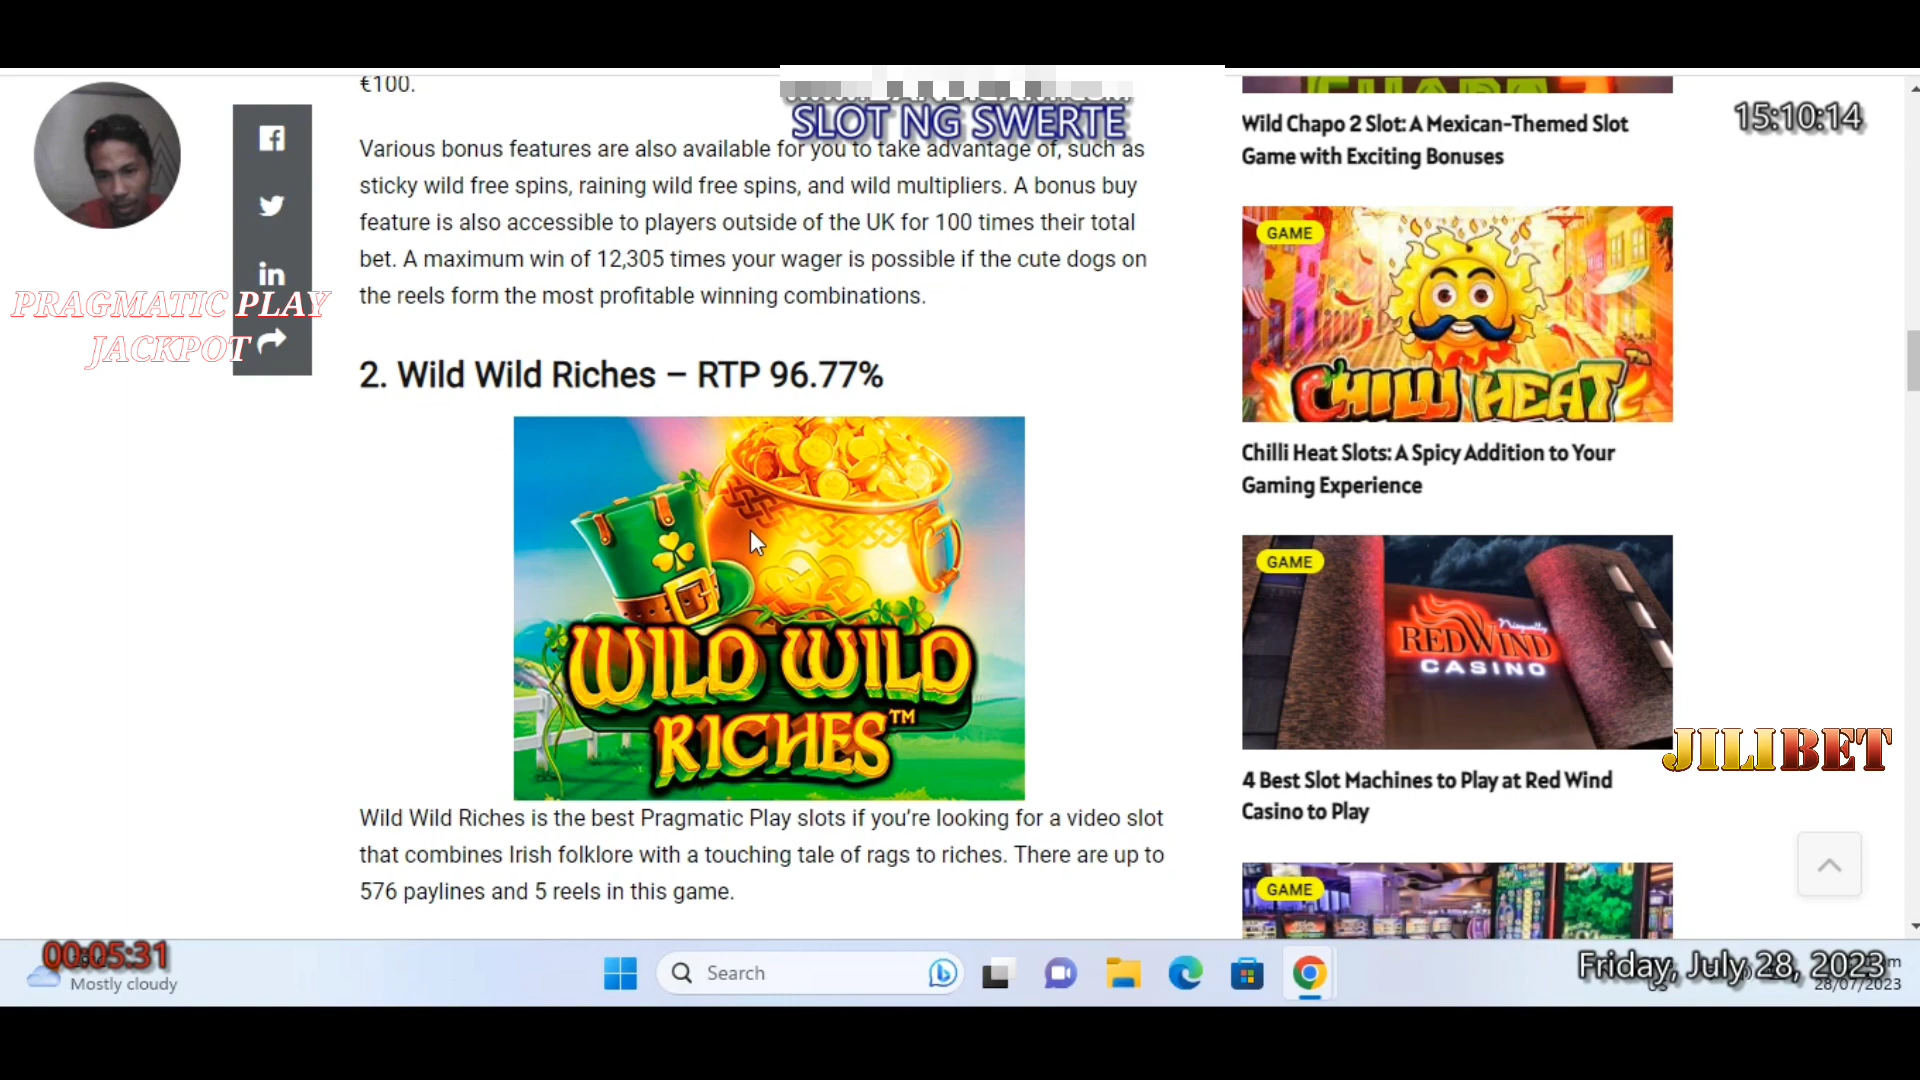 €100.
SLOT NG SWERTE
Various bonus features are also available for you to take advantage of, such as
sticky wild free spins, raining wild free spins, and wild multipliers. A bonus buy
feature is also accessible to players outside of the UK for 100 times their total
bet. A maximum win of 12,305 times your wager is possible if the cute dogs on
the reels form the most profitable winning combinations.
PRAGMATIC PLAY
JACKPOT
2. Wild Wild Riches – RTP 96.77%
WILD WILD
RICHES™
Wild Wild Riches is the best Pragmatic Play slots if you’re looking for a video slot
that combines Irish folklore with a touching tale of rags to riches. There are up to
576 paylines and 5 reels in this game.
Wild Chapo 2 Slot: A Mexican-Themed Slot
Game with Exciting Bonuses
15:10:14
GAME
CHILLI HEAT™
Chilli Heat Slots: A Spicy Addition to Your
Gaming Experience
GAME
Nisqually
RED WIND
CASINO
JILIBET
4 Best Slot Machines to Play at Red Wind
Casino to Play
GAME
00:05:31
Mostly cloudy
Search
Friday, July 28, 2023
28/07/2023